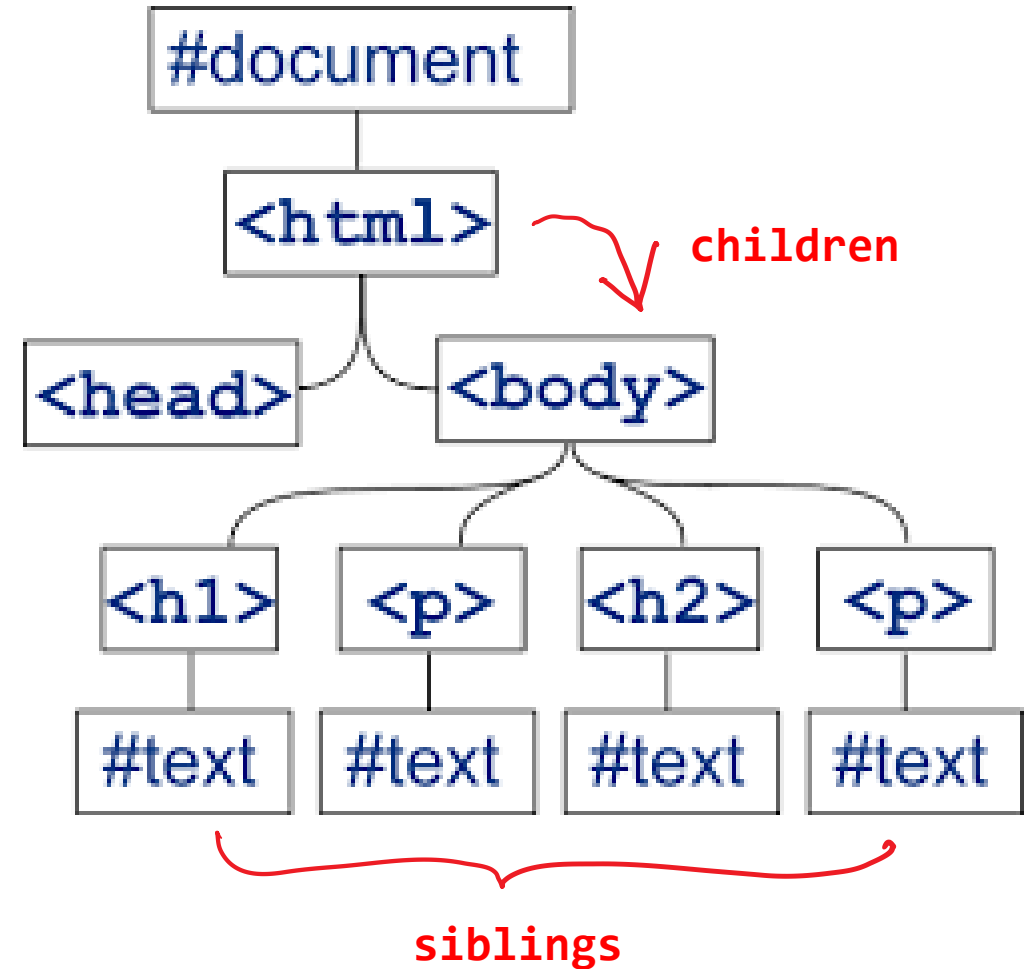 #document
<html>
children
<head> <body>
<h1> <p> <h2> <p>
#text #text #text #text
siblings